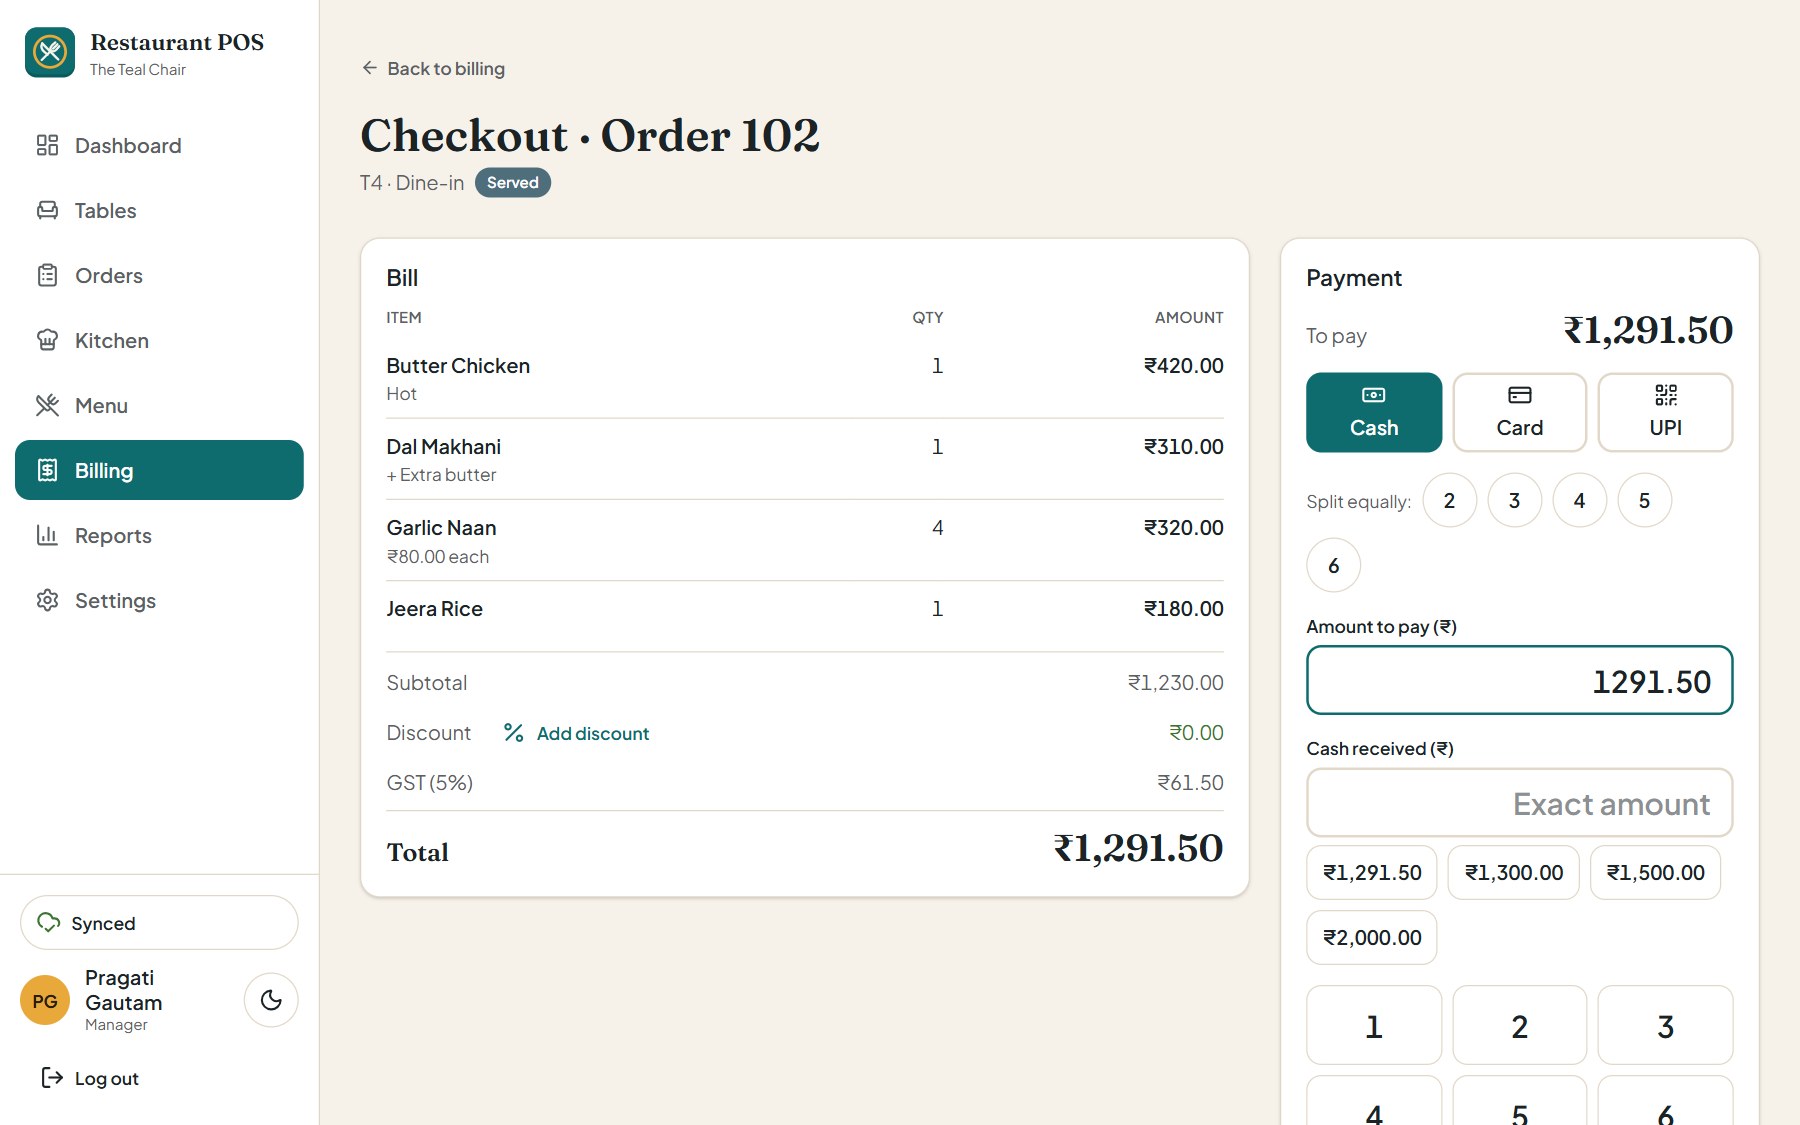 Restaurant POS
The Teal Chair
Dashboard
Tables
Orders
Kitchen
Menu
Billing
Reports
Settings
Synced
PG
Pragati
Gautam
Manager
Log out
Back to billing
Checkout · Order 102
T4 · Dine-in Served
Bill
ITEM QTY AMOUNT
Butter Chicken 1 ₹420.00
Hot
Dal Makhani 1 ₹310.00
+ Extra butter
Garlic Naan 4 ₹320.00
₹80.00 each
Jeera Rice 1 ₹180.00
Subtotal ₹1,230.00
Discount Add discount ₹0.00
GST (5%) ₹61.50
Total ₹1,291.50
Payment
To pay ₹1,291.50
Cash Card UPI
Split equally: 2 3 4 5
6
Amount to pay (₹)
1291.50
Cash received (₹)
Exact amount
₹1,291.50 ₹1,300.00 ₹1,500.00
₹2,000.00
1 2 3
4 5 6